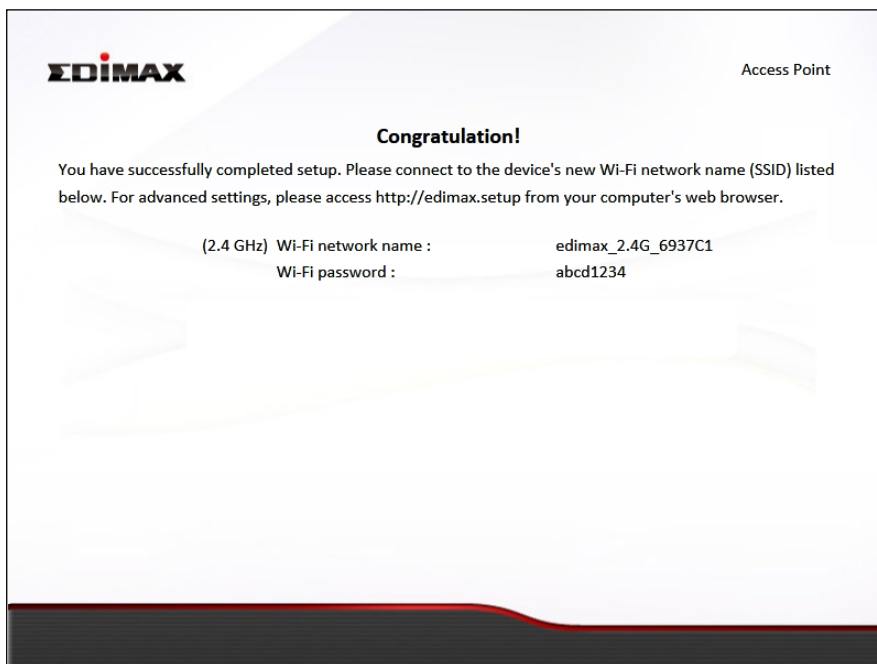 EDIMAX
Access Point
Congratulation!
You have successfully completed setup. Please connect to the device's new Wi-Fi network name (SSID) listed
below. For advanced settings, please access http://edimax.setup from your computer's web browser.
(2.4 GHz) Wi-Fi network name : edimax_2.4G_6937C1
Wi-Fi password : abcd1234